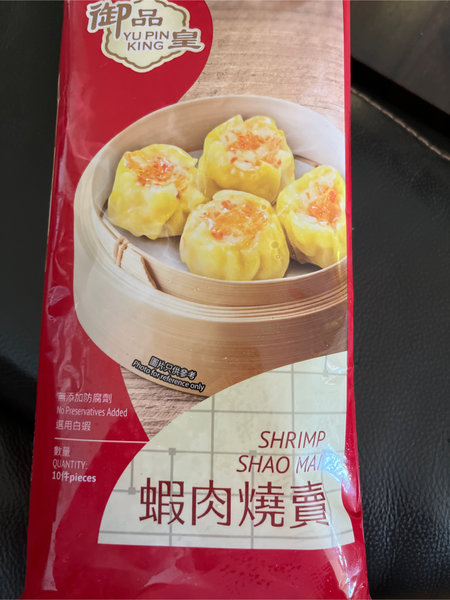 御品皇
YU PIN
KING
圖片只供參考
Photo for reference only
無添加防腐劑
No Preservatives Added
選用白蝦
數量
QUANTITY:
10件pieces
SHRIMP
SHAO MAI
蝦肉燒賣